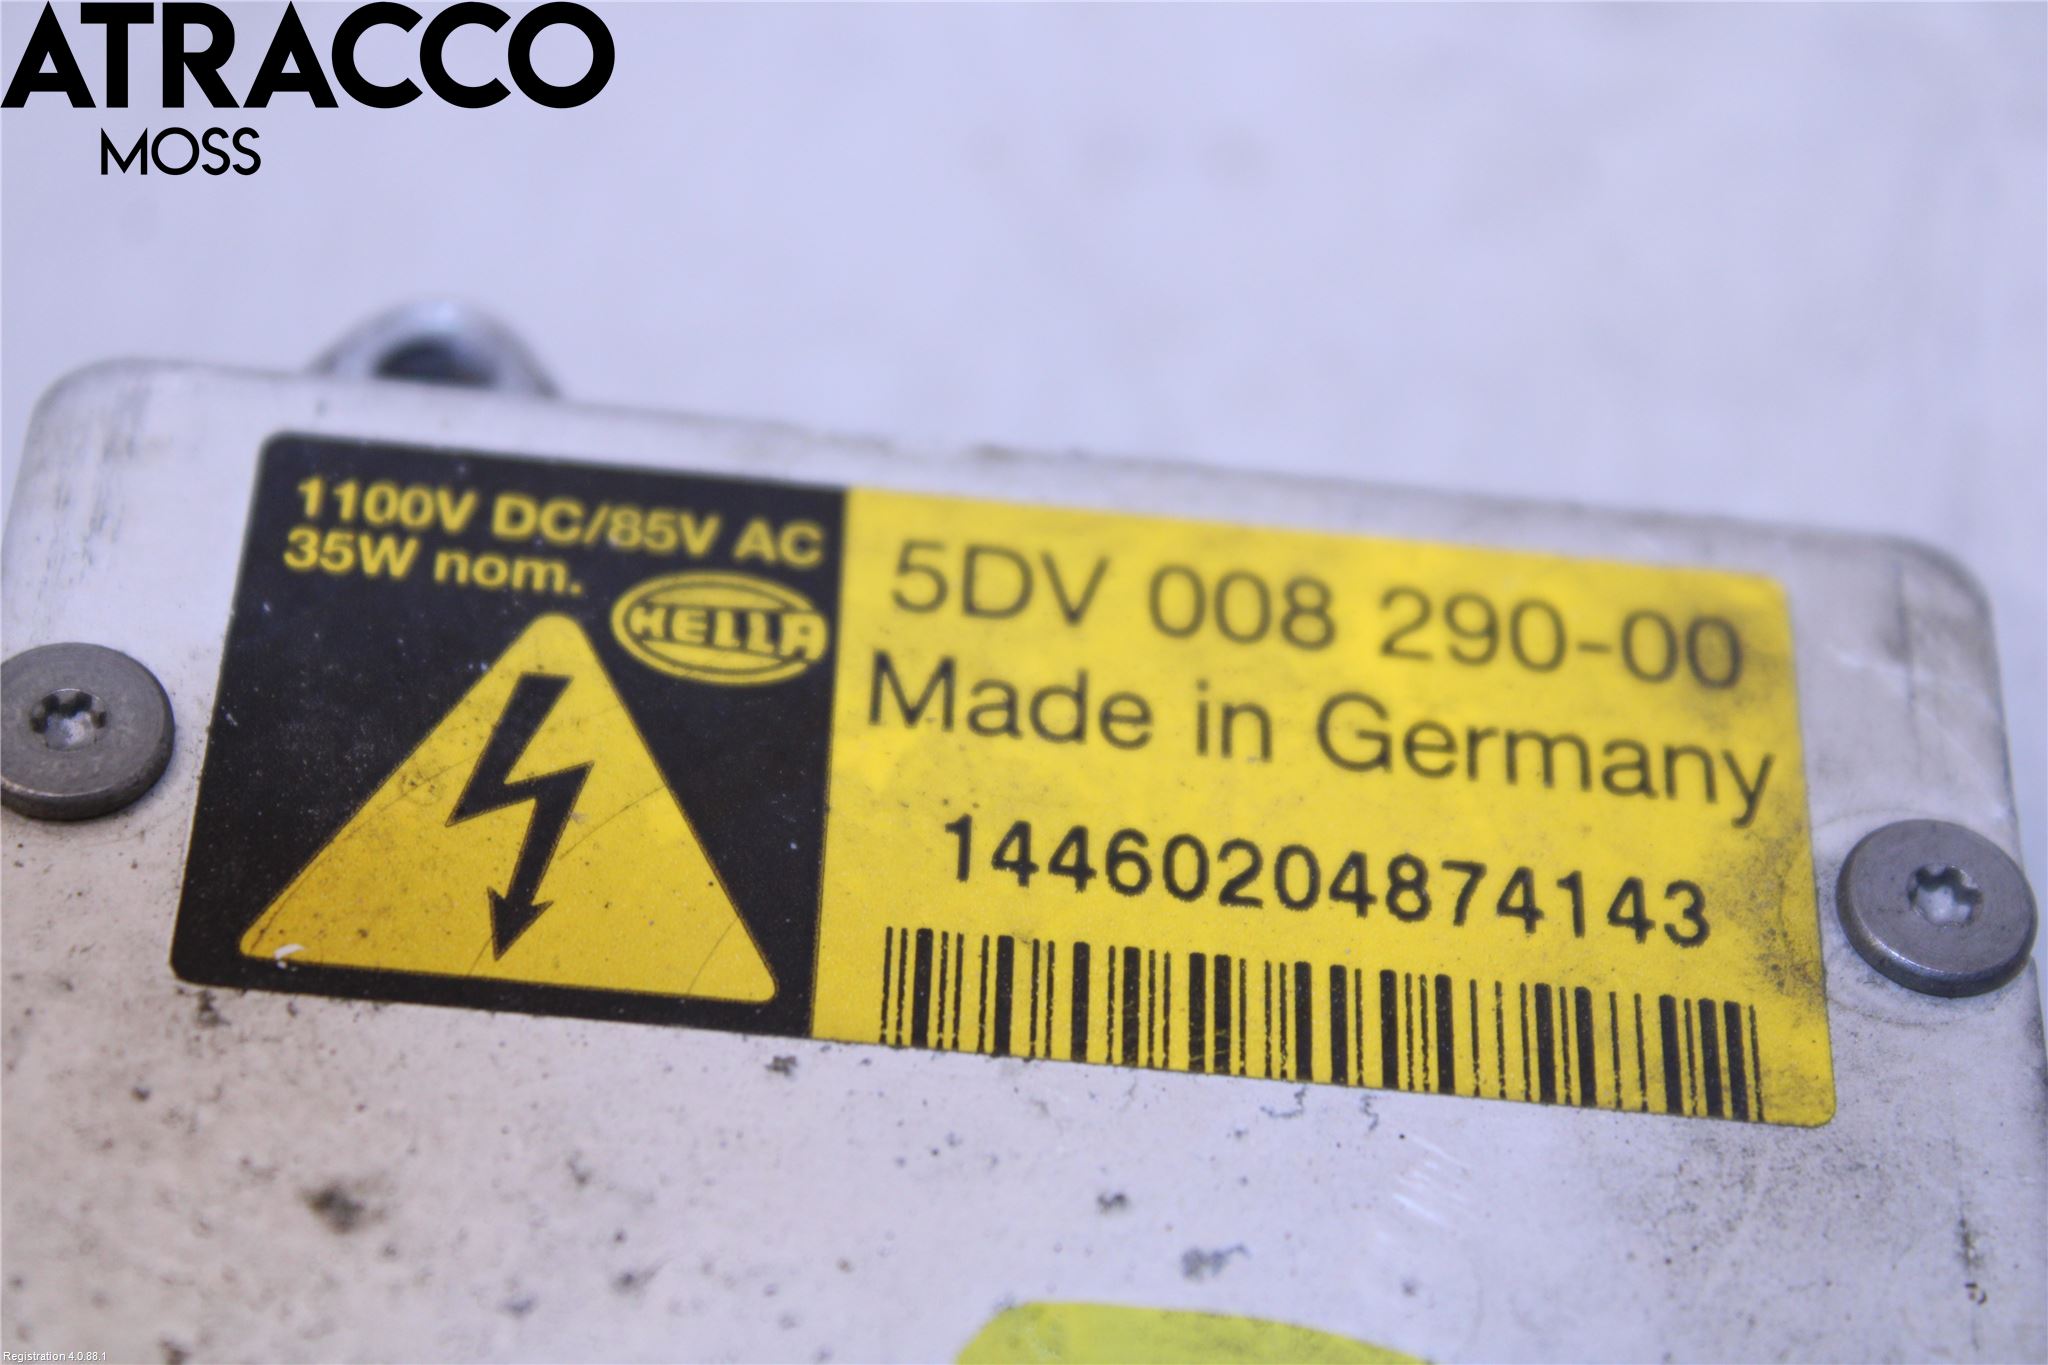 ATRACCO
MOSS
1100V DC/85V AC
35W nom.
HELLA
5DV 008 290-00
Made in Germany
14460204874143
Registration 4.0.88.1